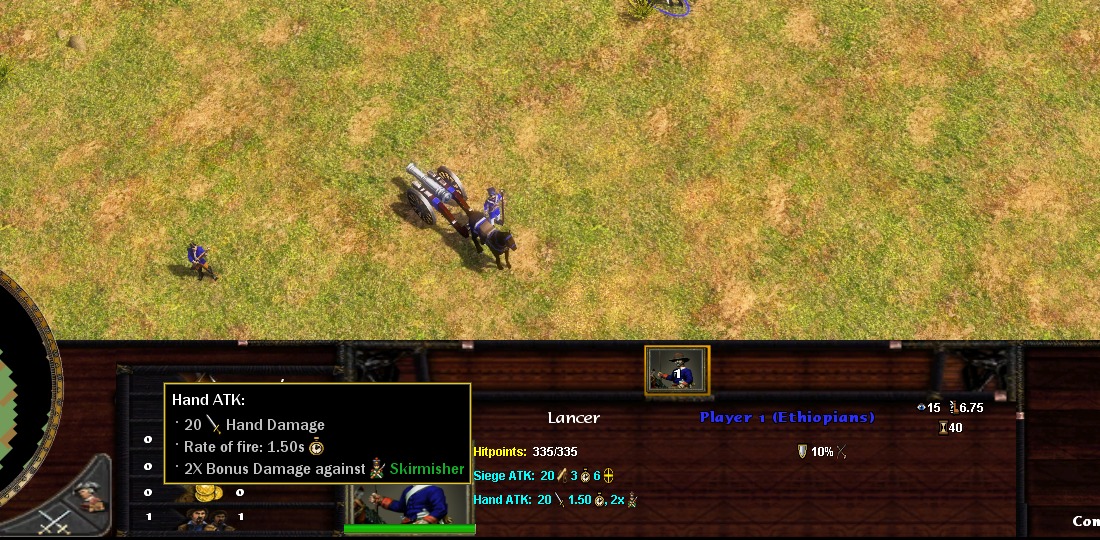 1
Hand ATK:
· 20 Hand Damage
· Rate of fire: 1.50s
· 2X Bonus Damage against Skirmisher
Lancer
Player 1 (Ethiopians)
15 6.75
40
Hitpoints: 335/335
10%
Siege ATK: 20 3 6
Hand ATK: 20 1.50 , 2x
0
0
0 0
1 1
Con